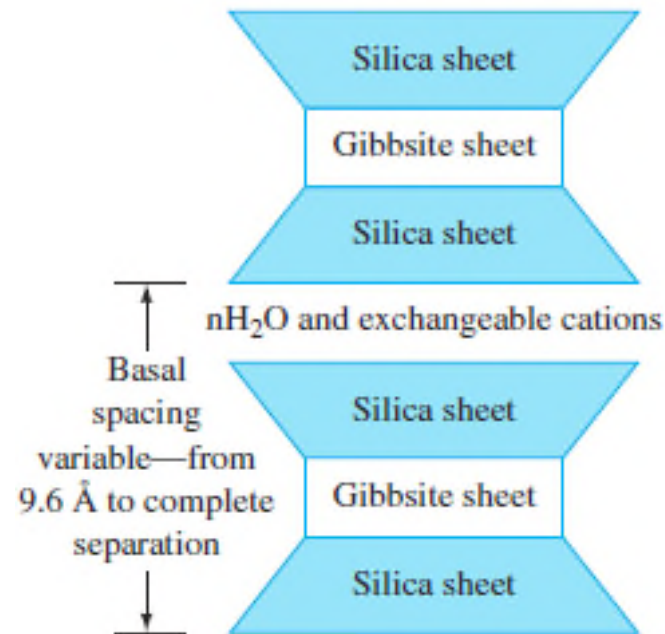 Silica sheet
Gibbsite sheet
Silica sheet
nH₂O and exchangeable cations
Basal
spacing
variable—from
9.6 Å to complete
separation
Silica sheet
Gibbsite sheet
Silica sheet